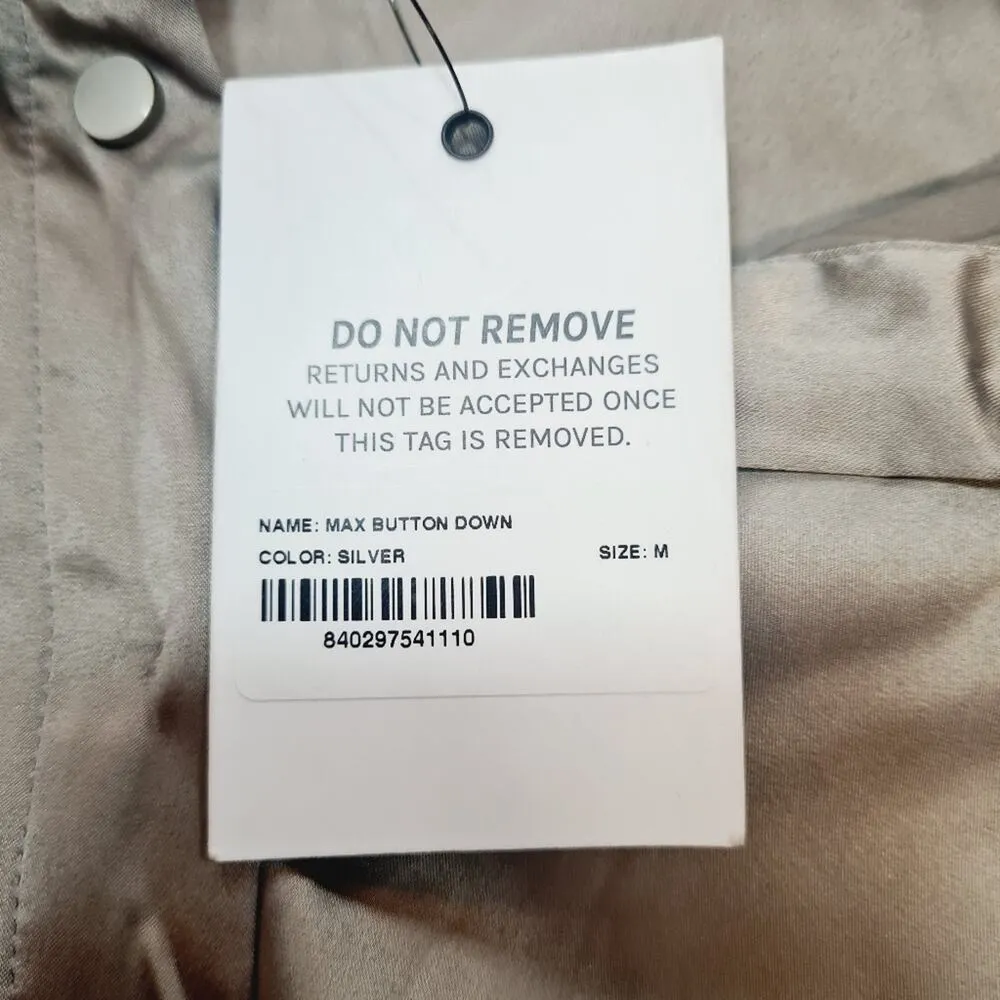 DO NOT REMOVE
RETURNS AND EXCHANGES
WILL NOT BE ACCEPTED ONCE
THIS TAG IS REMOVED.
NAME: MAX BUTTON DOWN
COLOR: SILVER SIZE: M
840297541110